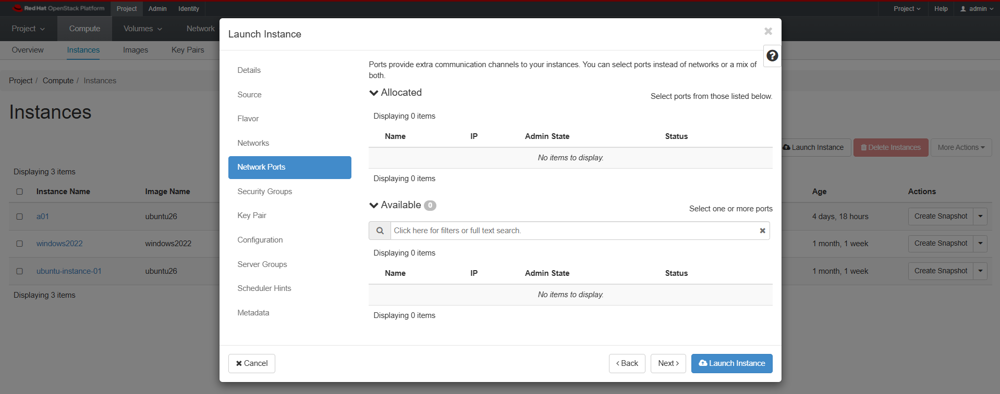 Red Hat OpenStack Platform Project Admin Identity Project Help admin
Project Compute Volumes Network
Overview Instances Images Key Pairs
Project / Compute / Instances
Instances
Launch Instance Delete Instances More Actions
Displaying 3 items
Instance Name Image Name Age Actions
a01 ubuntu26 4 days, 18 hours Create Snapshot
windows2022 windows2022 1 month, 1 week Create Snapshot
ubuntu-instance-01 ubuntu26 1 month, 1 week Create Snapshot
Displaying 3 items
Launch Instance
Details
Source
Flavor
Networks
Network Ports
Security Groups
Key Pair
Configuration
Server Groups
Scheduler Hints
Metadata
Ports provide extra communication channels to your instances. You can select ports instead of networks or a mix of
both.
Allocated
Select ports from those listed below.
Displaying 0 items
Name IP Admin State Status
No items to display.
Displaying 0 items
Available 0
Select one or more ports
Click here for filters or full text search.
Displaying 0 items
Name IP Admin State Status
No items to display.
Displaying 0 items
Cancel < Back Next > Launch Instance